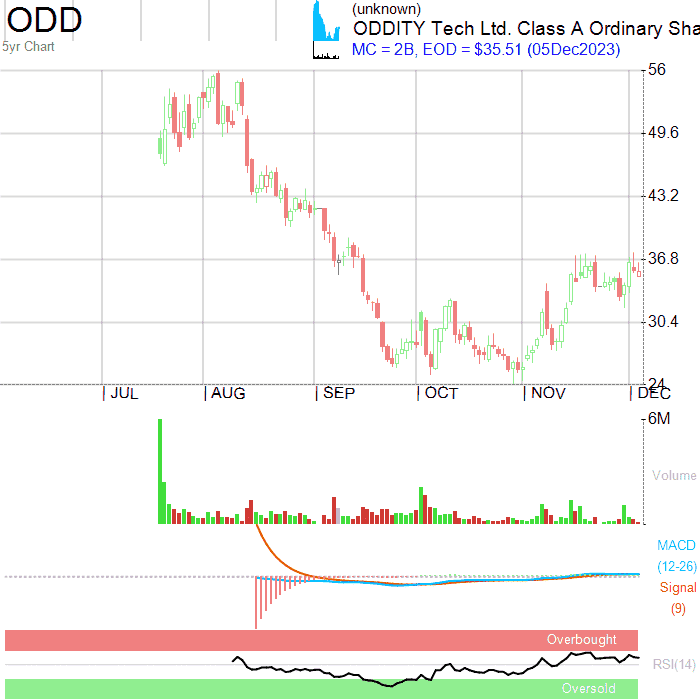 ODD
5yr Chart
(unknown)
ODDITY Tech Ltd. Class A Ordinary Sha
MC = 2B, EOD = $35.51 (05Dec2023)
56
49.6
43.2
36.8
30.4
24
JUL
AUG
SEP
OCT
NOV
DEC
6M
Volume
MACD
(12-26)
Signal
(9)
Overbought
RSI(14)
Oversold